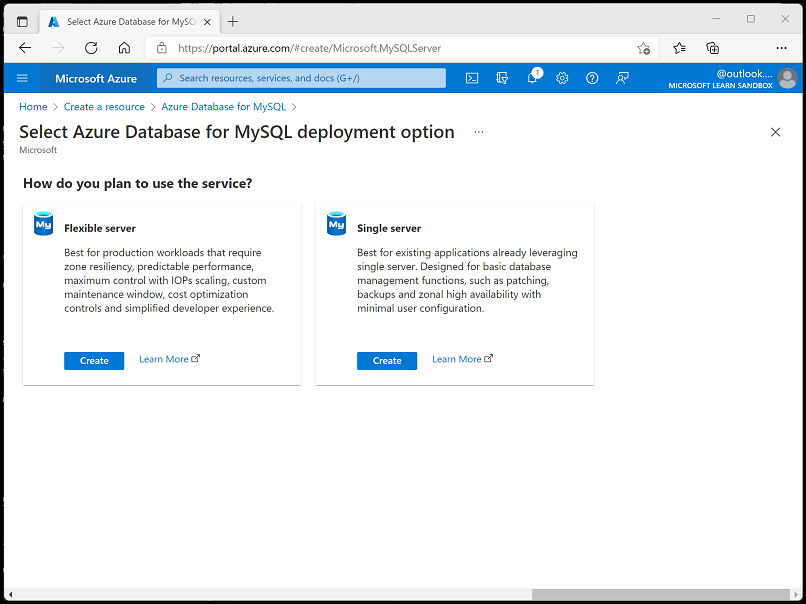 Select Azure Database for MySQ
https://portal.azure.com/#create/Microsoft.MySQLServer
Microsoft Azure
Search resources, services, and docs (G+/)
1
@outlook....
MICROSOFT LEARN SANDBOX
Home > Create a resource > Azure Database for MySQL >
Select Azure Database for MySQL deployment option ...
Microsoft
How do you plan to use the service?
My
Flexible server
Best for production workloads that require
zone resiliency, predictable performance,
maximum control with IOPs scaling, custom
maintenance window, cost optimization
controls and simplified developer experience.
Create
Learn More
My
Single server
Best for existing applications already leveraging
single server. Designed for basic database
management functions, such as patching,
backups and zonal high availability with
minimal user configuration.
Create
Learn More